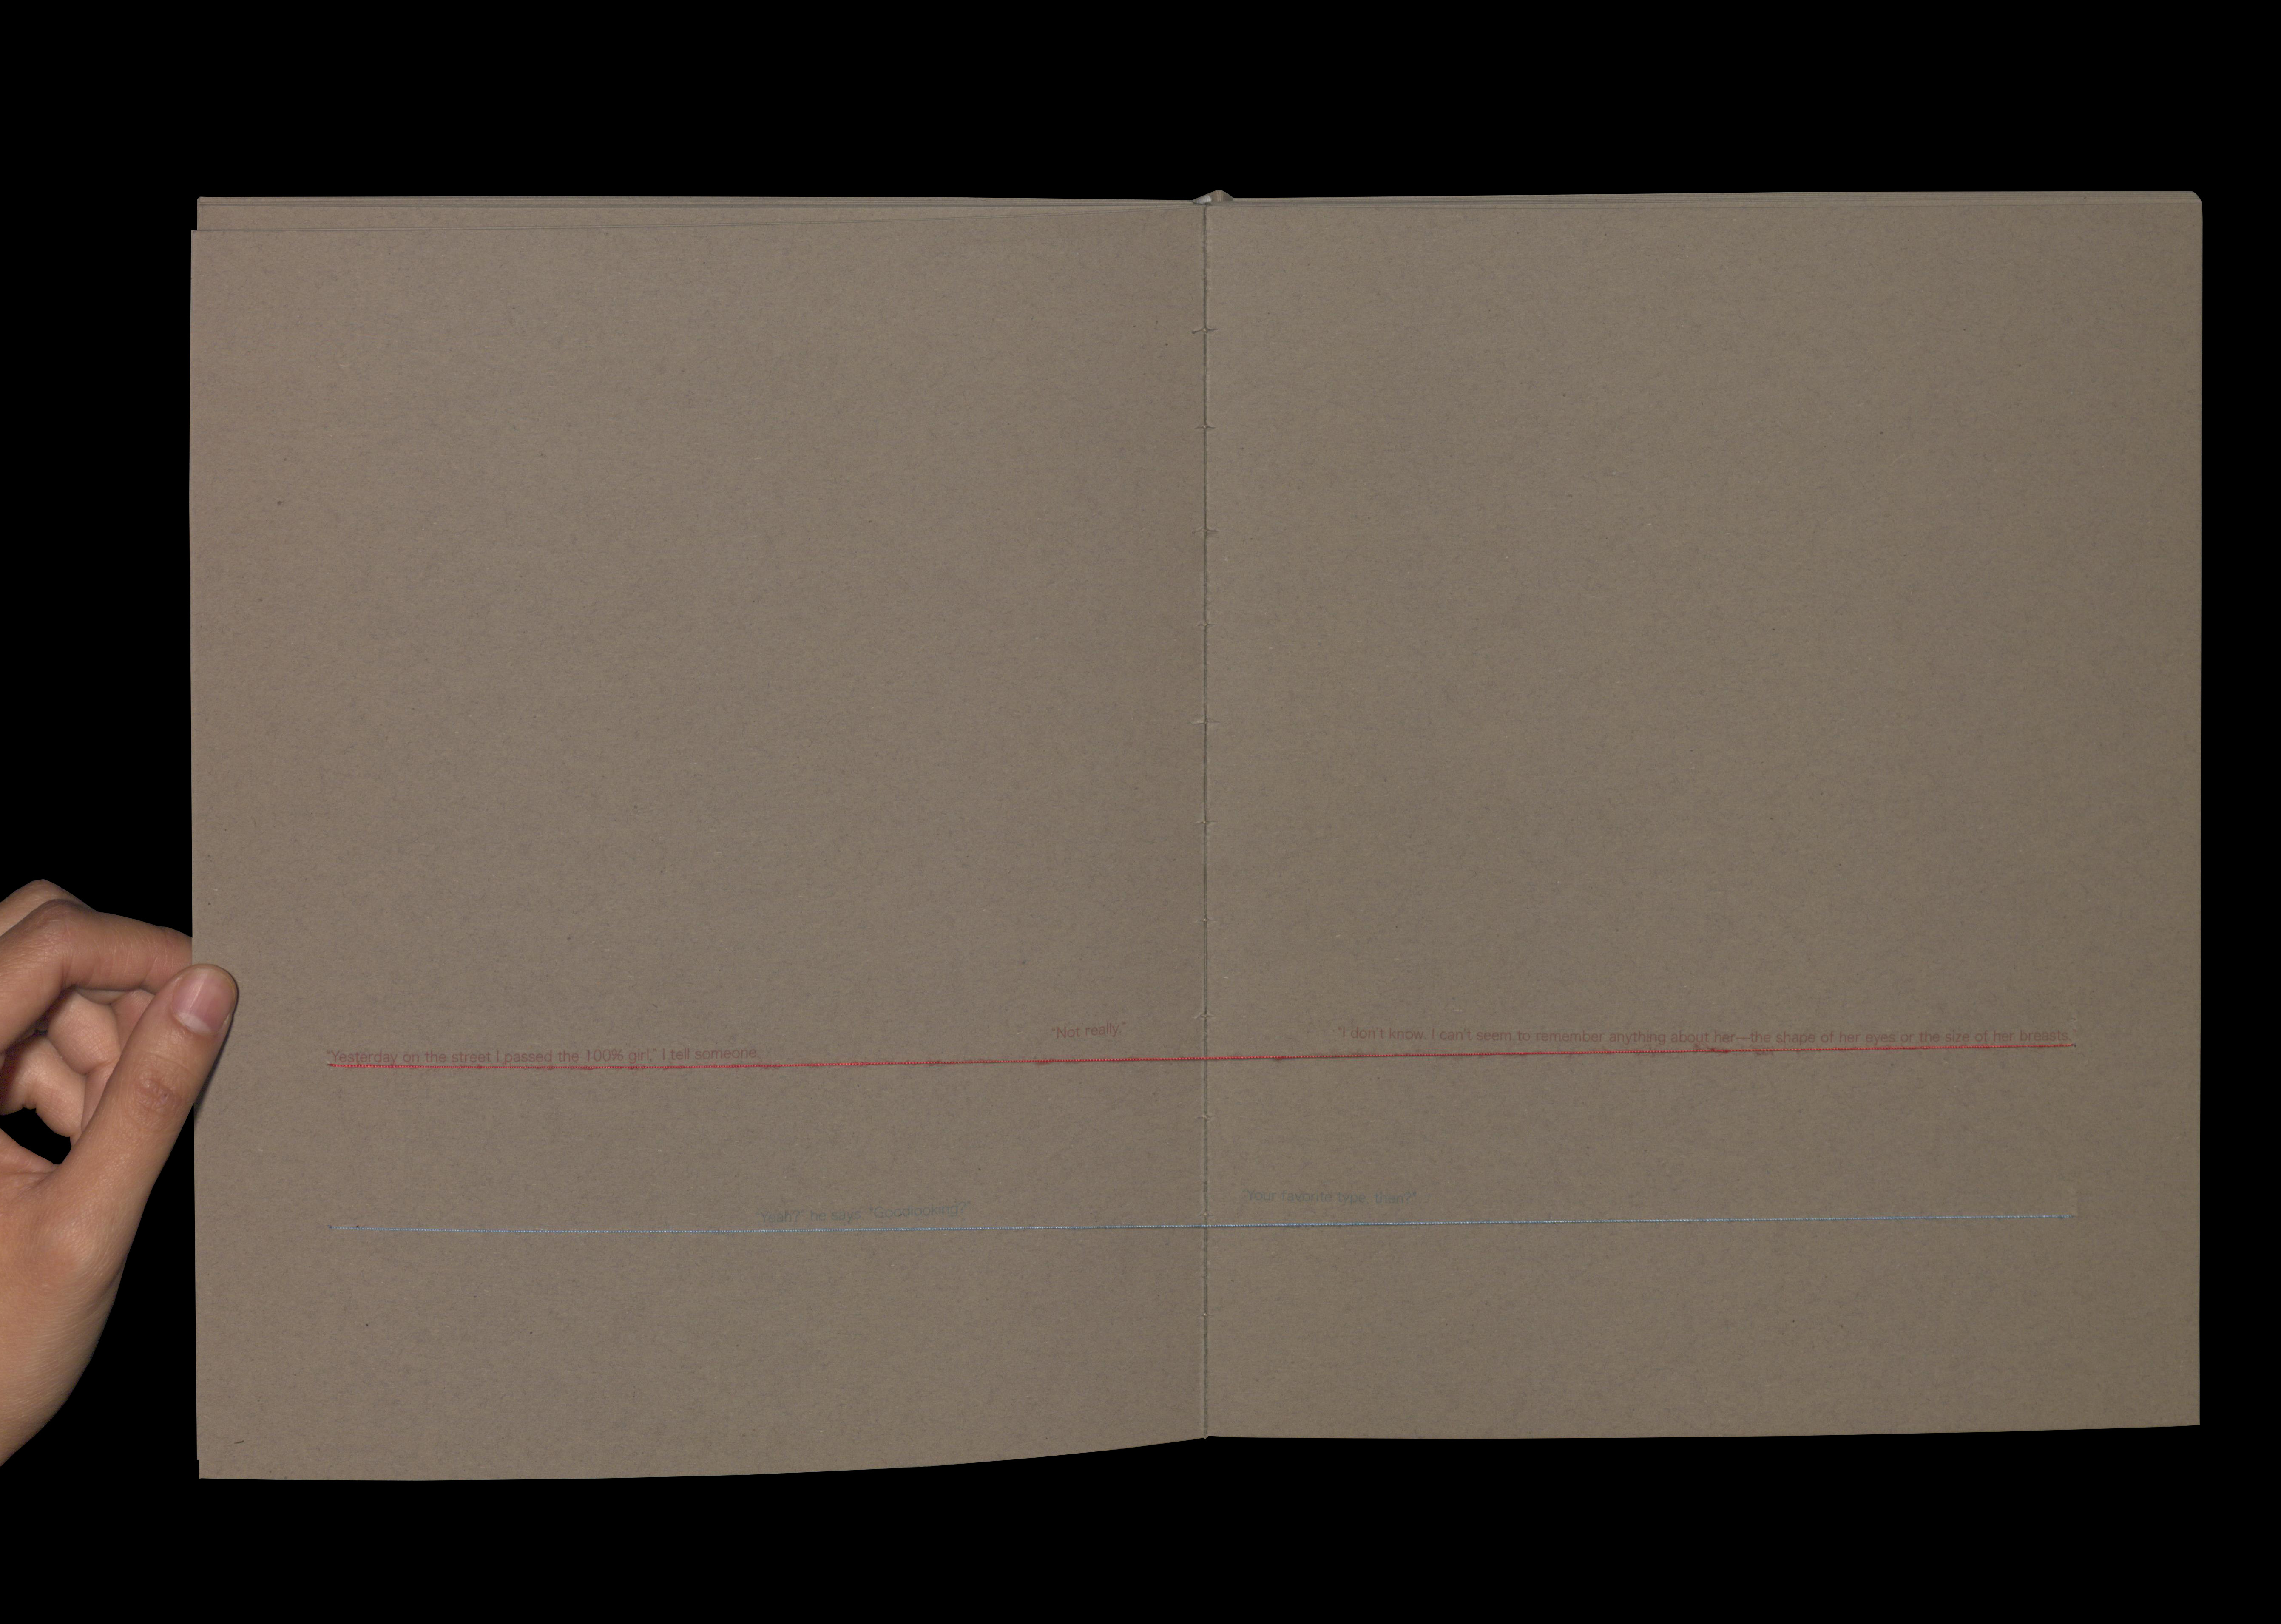 "Yesterday on the street I passed the 100% girl," I tell someone.
"Yeah?" he says. "Goodlooking?"
"Not really."
"Your favorite type, than?"
"I don't know. I can't seem to remember anything about her—the shape of her eyes or the size of her breasts."